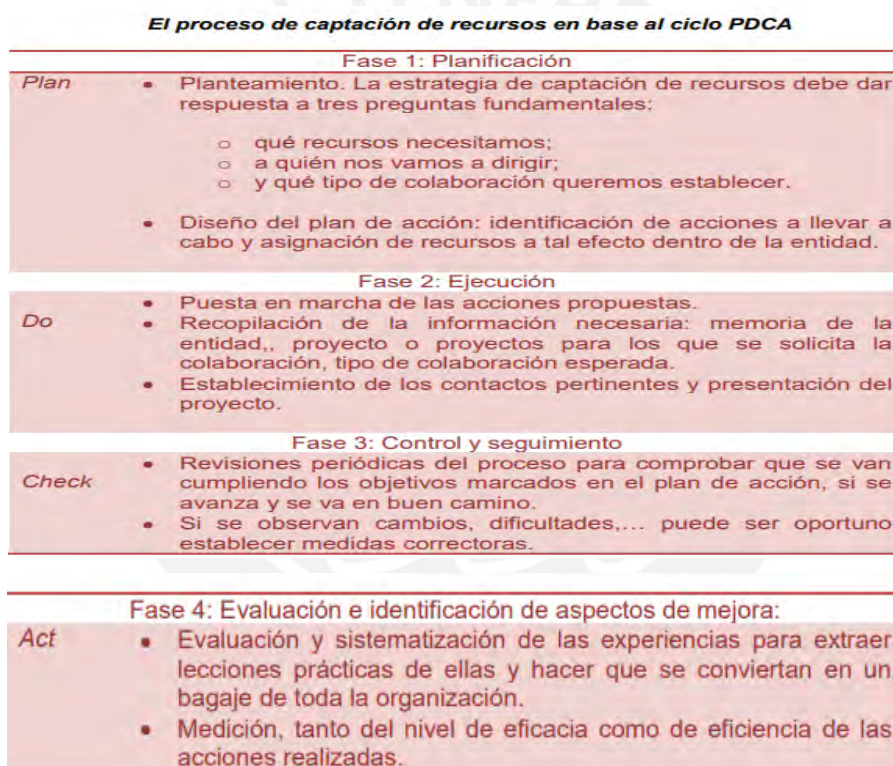 El proceso de captación de recursos en base al ciclo PDCA
Fase 1: Planificación
Plan
• Planteamiento. La estrategia de captación de recursos debe dar
respuesta a tres preguntas fundamentales:
o qué recursos necesitamos;
o a quién nos vamos a dirigir;
o y qué tipo de colaboración queremos establecer.
• Diseño del plan de acción: identificación de acciones a llevar a
cabo y asignación de recursos a tal efecto dentro de la entidad.
Fase 2: Ejecución
Do
• Puesta en marcha de las acciones propuestas.
• Recopilación de la información necesaria: memoria de la
entidad,, proyecto o proyectos para los que se solicita la
colaboración, tipo de colaboración esperada.
• Establecimiento de los contactos pertinentes y presentación del
proyecto.
Fase 3: Control y seguimiento
Check
• Revisiones periódicas del proceso para comprobar que se van
cumpliendo los objetivos marcados en el plan de acción, si se
avanza y se va en buen camino.
• Si se observan cambios, dificultades,... puede ser oportuno
establecer medidas correctoras.
Fase 4: Evaluación e identificación de aspectos de mejora:
Act
• Evaluación y sistematización de las experiencias para extraer
lecciones prácticas de ellas y hacer que se conviertan en un
bagaje de toda la organización.
• Medición, tanto del nivel de eficacia como de eficiencia de las
acciones realizadas.